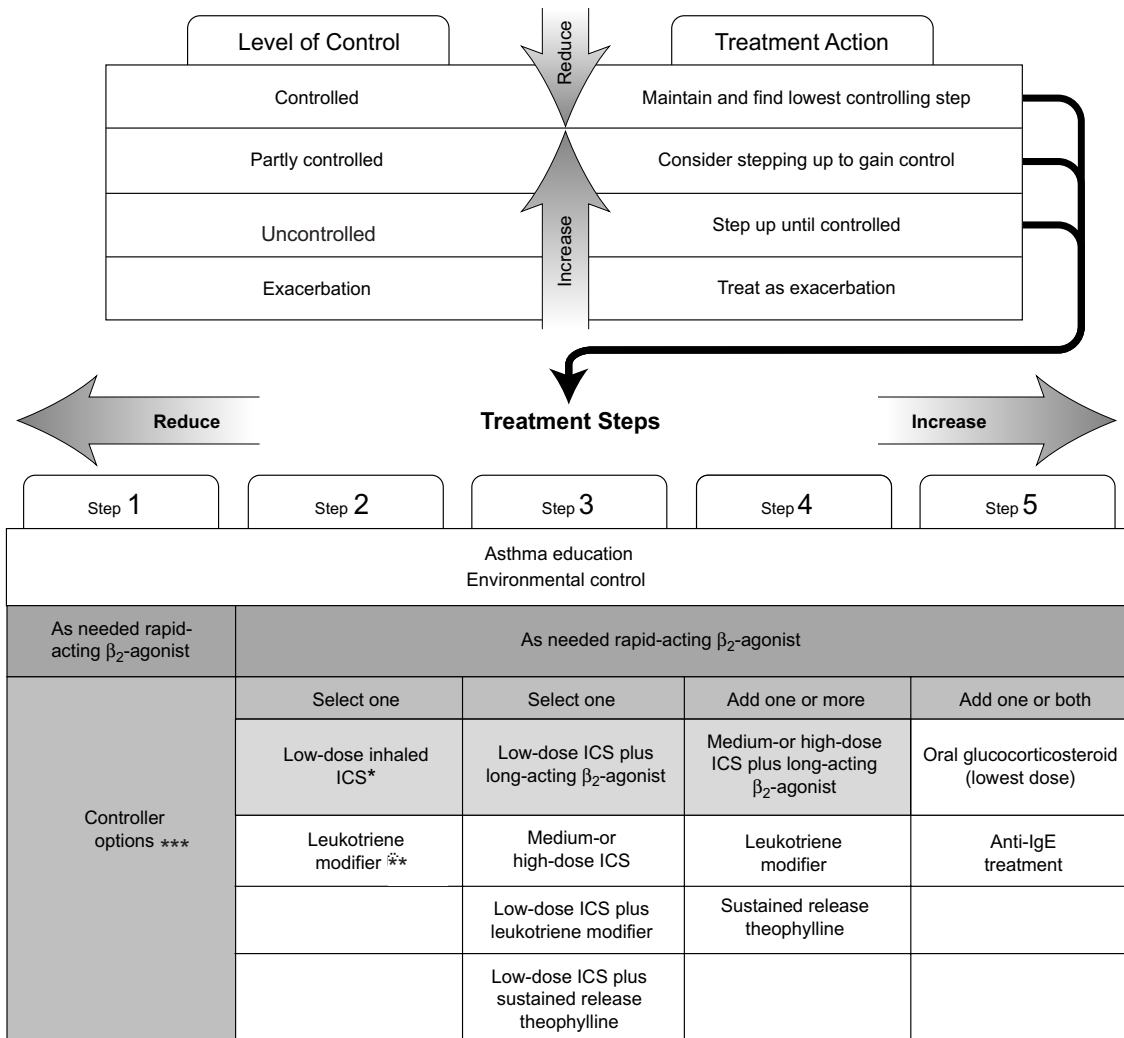 Level of Control
Reduce
Treatment Action
Controlled
Maintain and find lowest controlling step
Partly controlled
Consider stepping up to gain control
Uncontrolled
Increase
Step up until controlled
Exacerbation
Treat as exacerbation
Reduce
Treatment Steps
Increase
Step 1
Step 2
Step 3
Step 4
Step 5
Asthma education
Environmental control
As needed rapid-
acting β₂-agonist
As needed rapid-acting β₂-agonist
Controller
options ***
Select one
Select one
Add one or more
Add one or both
Low-dose inhaled
ICS*
Low-dose ICS plus
long-acting β₂-agonist
Medium-or high-dose
ICS plus long-acting
β₂-agonist
Oral glucocorticosteroid
(lowest dose)
Leukotriene
modifier **
Medium-or
high-dose ICS
Leukotriene
modifier
Anti-IgE
treatment
Low-dose ICS plus
leukotriene modifier
Sustained release
theophylline
Low-dose ICS plus
sustained release
theophylline